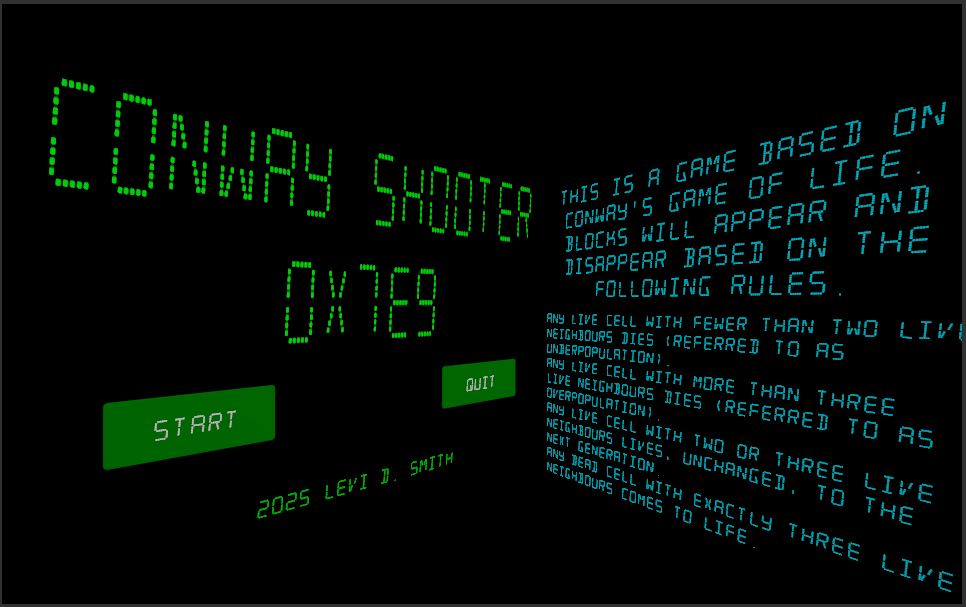 CONWAY SHOOTER
0X7E9
START
QUIT
2025 LEVI D. SMITH
THIS IS A GAME BASED ON
CONWAY'S GAME OF LIFE.
BLOCKS WILL APPEAR AND
DISAPPEAR BASED ON THE
FOLLOWING RULES.
ANY LIVE CELL WITH FEWER THAN TWO LIVE
NEIGHBOURS DIES (REFERRED TO AS
UNDERPOPULATION).
ANY LIVE CELL WITH MORE THAN THREE
LIVE NEIGHBOURS DIES (REFERRED TO AS
OVERPOPULATION).
ANY LIVE CELL WITH TWO OR THREE LIVE
NEIGHBOURS LIVES, UNCHANGED, TO THE
NEXT GENERATION.
ANY DEAD CELL WITH EXACTLY THREE LIVE
NEIGHBOURS COMES TO LIFE.